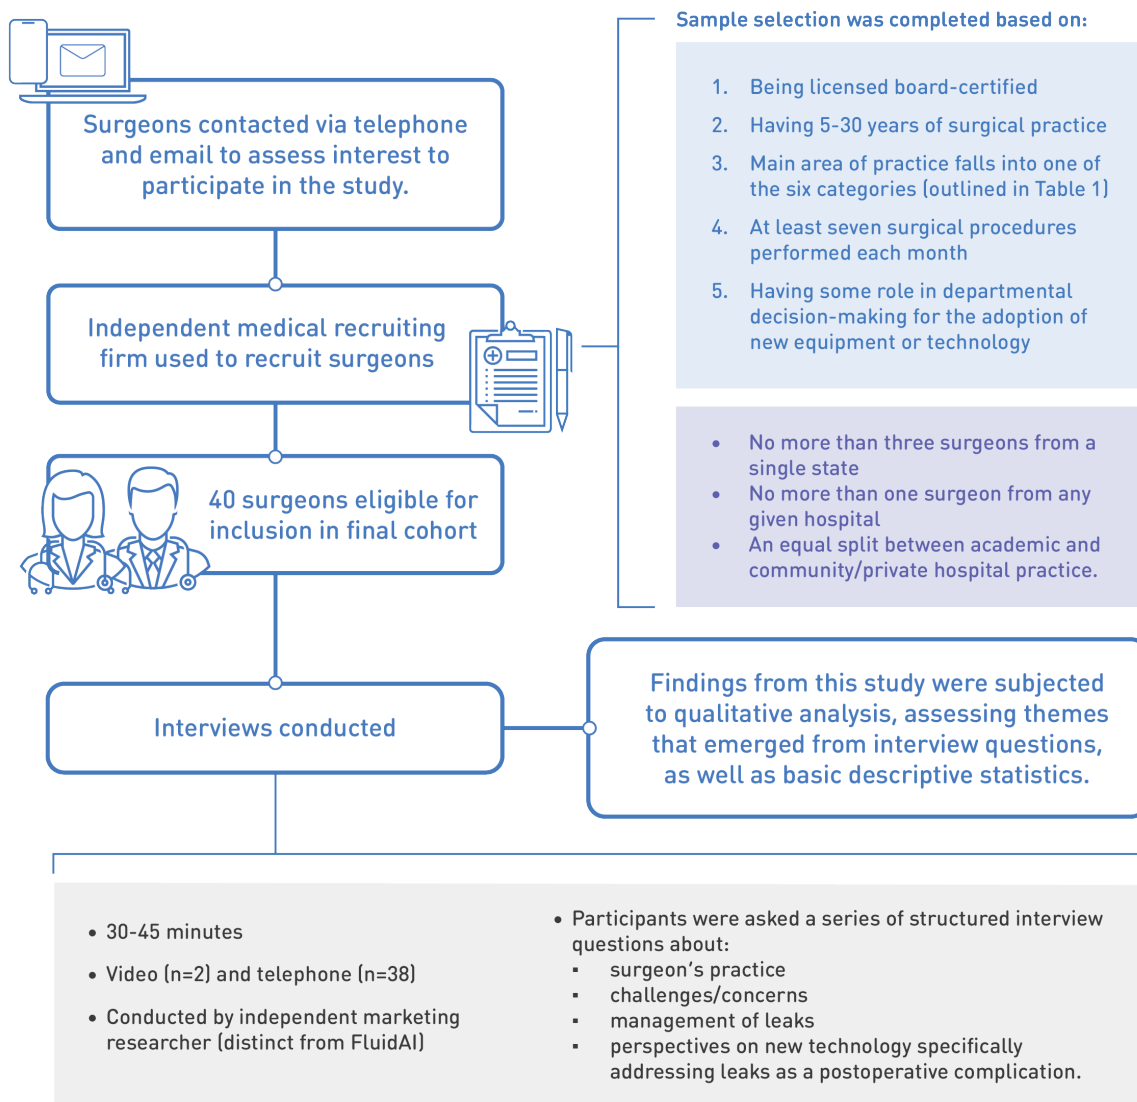 Surgeons contacted via telephone
and email to assess interest to
participate in the study.
Independent medical recruiting
firm used to recruit surgeons
Sample selection was completed based on:
1. Being licensed board-certified
2. Having 5-30 years of surgical practice
3. Main area of practice falls into one of
the six categories (outlined in Table 1)
4. At least seven surgical procedures
performed each month
5. Having some role in departmental
decision-making for the adoption of
new equipment or technology
• No more than three surgeons from a
single state
• No more than one surgeon from any
given hospital
• An equal split between academic and
community/private hospital practice.
40 surgeons eligible for
inclusion in final cohort
Interviews conducted
Findings from this study were subjected
to qualitative analysis, assessing themes
that emerged from interview questions,
as well as basic descriptive statistics.
• 30-45 minutes
• Video (n=2) and telephone (n=38)
• Conducted by independent marketing
researcher (distinct from FluidAI)
• Participants were asked a series of structured interview
questions about:
▪ surgeon's practice
▪ challenges/concerns
▪ management of leaks
▪ perspectives on new technology specifically
addressing leaks as a postoperative complication.